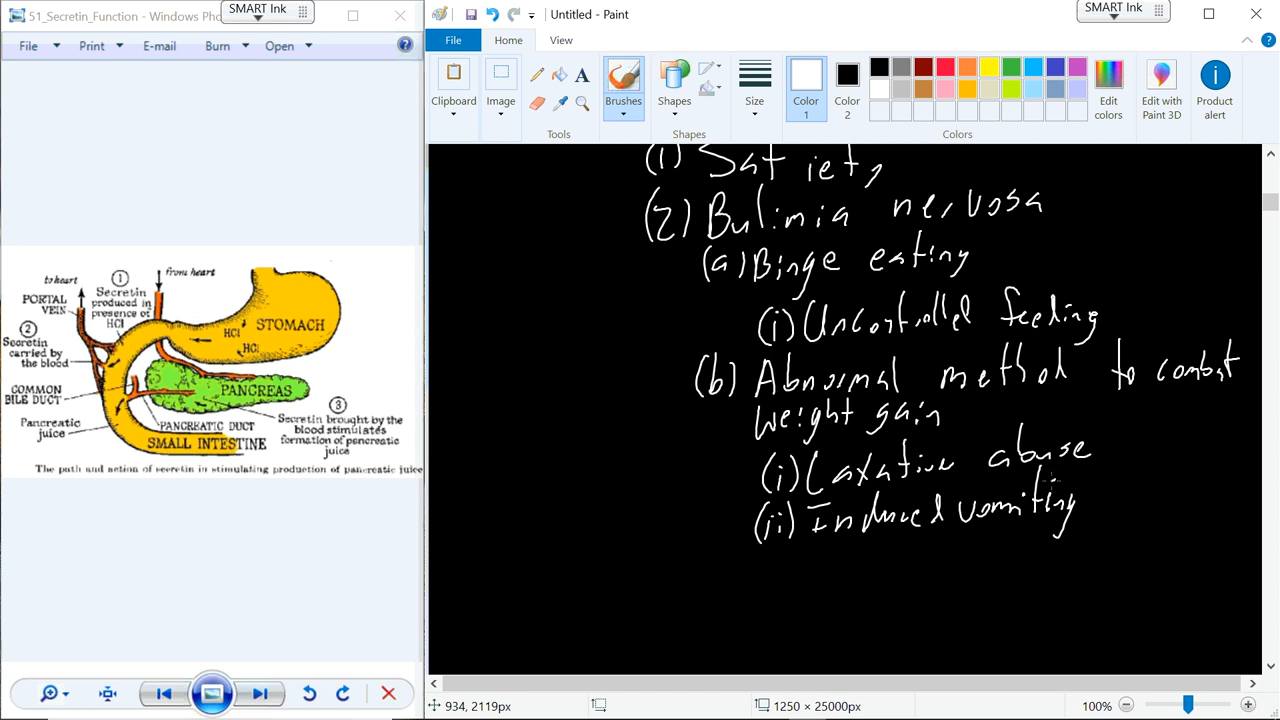 51_Secretin_Function - Windows Pho
SMART Ink
File Print E-mail Burn Open
to heart
from heart
PORTAL VEIN
1
Secretin produced in presence of HCl
STOMACH
HCl
HCl
2
Secretin carried by the blood
COMMON BILE DUCT
PANCREAS
3
Pancreatic juice
PANCREATIC DUCT
Secretin brought by the blood stimulates formation of pancreatic juice
SMALL INTESTINE
The path and action of secretin in stimulating production of pancreatic juice
Untitled - Paint
SMART Ink
File Home View
Clipboard
Image
Tools
Brushes
Shapes
Shapes
Size
Color 1
Color 2
Edit colors
Colors
Edit with Paint 3D
Product alert
(1) Satiety
(2) Bulimia nervosa
(a) Binge eating
(i) Uncontrolled feeding
(b) Abnormal method to combat
weight gain
(i) Laxative abuse
(ii) Induced vomiting
934, 2119px
1250 × 25000px
100%